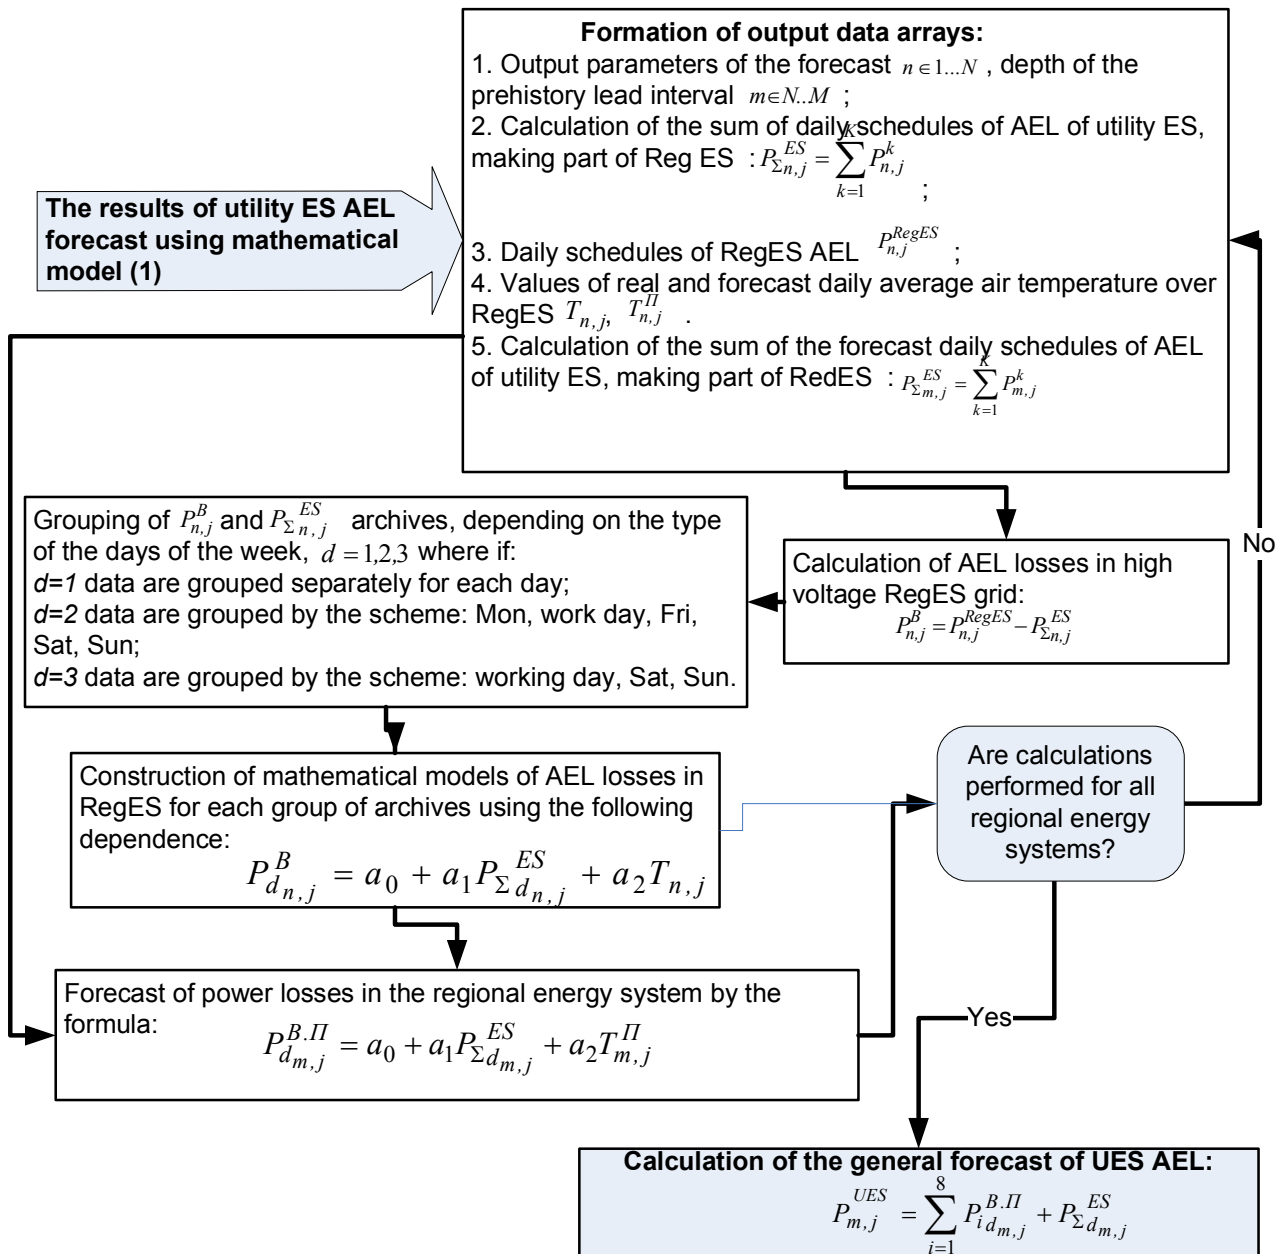 Formation of output data arrays:
1. Output parameters of the forecast n ∈ 1...N , depth of the
prehistory lead interval m∈N..M ;
2. Calculation of the sum of daily schedules of AEL of utility ES,
making part of Reg ES : P_{Σ n,j}^{ES} = \sum_{k=1}^{K} P_{n,j}^{k} ;
3. Daily schedules of RegES AEL P_{n,j}^{RegES} ;
4. Values of real and forecast daily average air temperature over
RegES T_{n,j}, T_{n,j}^{П} .
5. Calculation of the sum of the forecast daily schedules of AEL
of utility ES, making part of RedES : P_{Σ m,j}^{ES} = \sum_{k=1}^{K} P_{m,j}^{k}
The results of utility ES AEL
forecast using mathematical
model (1)
Calculation of AEL losses in high
voltage RegES grid:
P_{n,j}^{B} = P_{n,j}^{RegES} − P_{Σ n,j}^{ES}
Grouping of P_{n,j}^{B} and P_{Σ n,j}^{ES} archives, depending on the type
of the days of the week, d = 1,2,3 where if:
d=1 data are grouped separately for each day;
d=2 data are grouped by the scheme: Mon, work day, Fri,
Sat, Sun;
d=3 data are grouped by the scheme: working day, Sat, Sun.
Construction of mathematical models of AEL losses in
RegES for each group of archives using the following
dependence:
P_{d_{n,j}}^{B} = a_0 + a_1 P_{Σ d_{n,j}}^{ES} + a_2 T_{n,j}
Forecast of power losses in the regional energy system by the
formula:
P_{d_{m,j}}^{B.П} = a_0 + a_1 P_{Σ d_{m,j}}^{ES} + a_2 T_{m,j}^{П}
Are calculations
performed for all
regional energy
systems?
No
Yes
Calculation of the general forecast of UES AEL:
P_{m,j}^{UES} = \sum_{i=1}^{8} P_{i d_{m,j}}^{B.П} + P_{Σ d_{m,j}}^{ES}